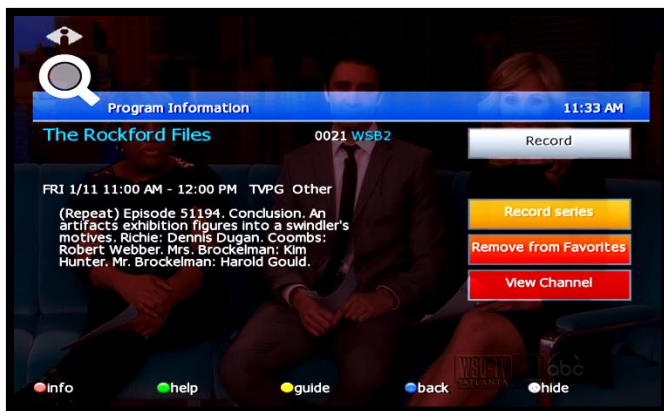 Program Information
11:33 AM
The Rockford Files
0021 WSB2
Record
FRI 1/11 11:00 AM - 12:00 PM TVPG Other
(Repeat) Episode 51194. Conclusion. An
artifacts exhibition figures into a swindler's
motives. Richie: Dennis Dugan. Coombs:
Robert Webber. Mrs. Brockelman: Kim
Hunter. Mr. Brockelman: Harold Gould.
Record series
Remove from Favorites
View Channel
WSB-TV
ATLANTA
abc
info
help
guide
back
hide